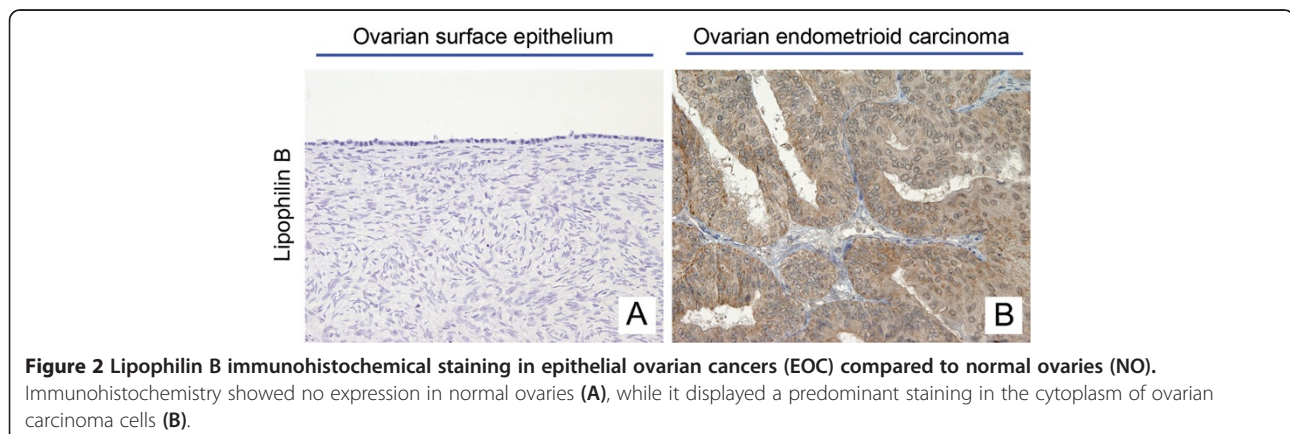 Ovarian surface epithelium
Ovarian endometrioid carcinoma
Lipophilin B
A
B
Figure 2 Lipophilin B immunohistochemical staining in epithelial ovarian cancers (EOC) compared to normal ovaries (NO).
Immunohistochemistry showed no expression in normal ovaries (A), while it displayed a predominant staining in the cytoplasm of ovarian
carcinoma cells (B).